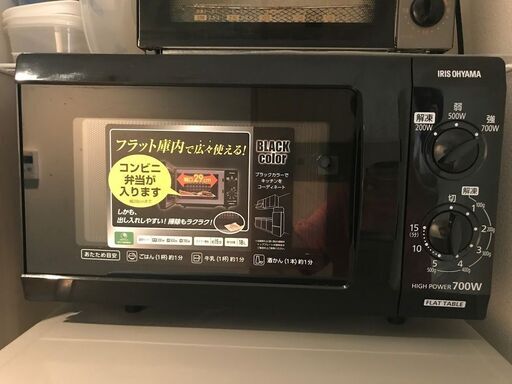 IRIS OHYAMA
弱
500W
強
700W
解凍
200W
切
解凍
100g
200g
300g
400g
500g
15
(分)
10
5
4
3
2
HIGH POWER 700W
FLAT TABLE
フラット庫内で広々使える!
コンビニ
弁当が
入ります
しかも、
出し入れしやすい!掃除もラクラク!
BLACK
color
ブラックカラーで
キッチンを
コーディネート
あたため目安
ごはん(1杯)約1分
牛乳(1杯)約1分
酒かん(1本)約1分